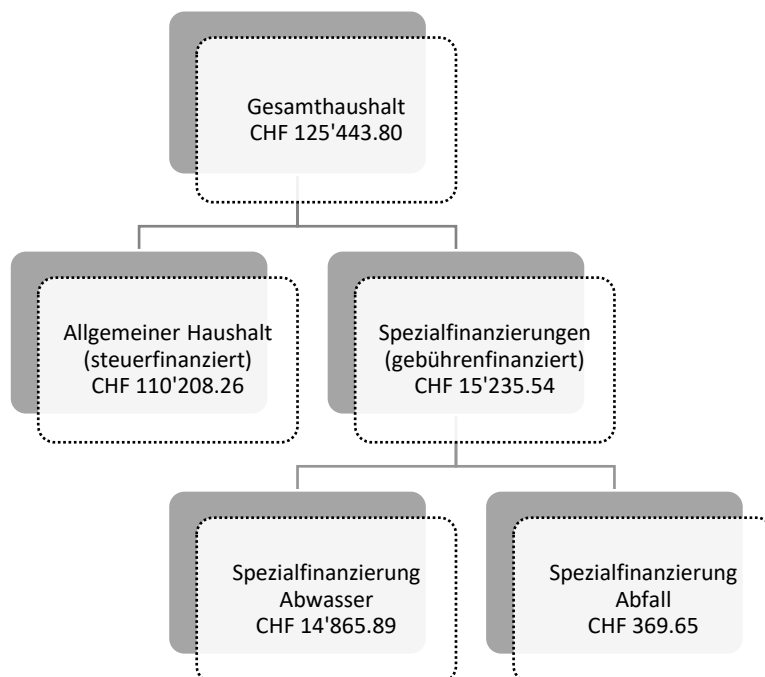 Gesamthaushalt
CHF 125'443.80
Allgemeiner Haushalt
(steuerfinanziert)
CHF 110'208.26
Spezialfinanzierungen
(gebührenfinanziert)
CHF 15'235.54
Spezialfinanzierung
Abwasser
CHF 14'865.89
Spezialfinanzierung
Abfall
CHF 369.65